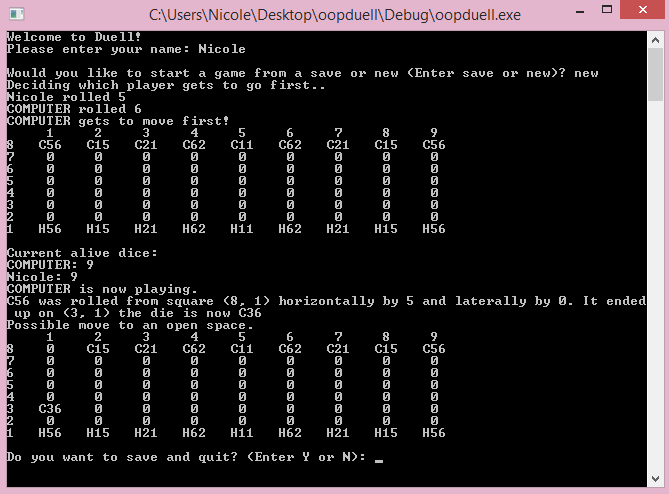 C:\Users\Nicole\Desktop\oopduell\Debug\oopduell.exe
Welcome to Duell!
Please enter your name: Nicole
Would you like to start a game from a save or new (Enter save or new)? new
Deciding which player gets to go first..
Nicole rolled 5
COMPUTER rolled 6
COMPUTER gets to move first!
1 2 3 4 5 6 7 8 9
8 C56 C15 C21 C62 C11 C62 C21 C15 C56
7 0 0 0 0 0 0 0 0 0
6 0 0 0 0 0 0 0 0 0
5 0 0 0 0 0 0 0 0 0
4 0 0 0 0 0 0 0 0 0
3 0 0 0 0 0 0 0 0 0
2 0 0 0 0 0 0 0 0 0
1 H56 H15 H21 H62 H11 H62 H21 H15 H56
Current alive dice:
COMPUTER: 9
Nicole: 9
COMPUTER is now playing.
C56 was rolled from square (8, 1) horizontally by 5 and laterally by 0. It ended
up on (3, 1) the die is now C36
Possible move to an open space.
1 2 3 4 5 6 7 8 9
8 0 C15 C21 C62 C11 C62 C21 C15 C56
7 0 0 0 0 0 0 0 0 0
6 0 0 0 0 0 0 0 0 0
5 0 0 0 0 0 0 0 0 0
4 0 0 0 0 0 0 0 0 0
3 C36 0 0 0 0 0 0 0 0
2 0 0 0 0 0 0 0 0 0
1 H56 H15 H21 H62 H11 H62 H21 H15 H56
Do you want to save and quit? (Enter Y or N): _